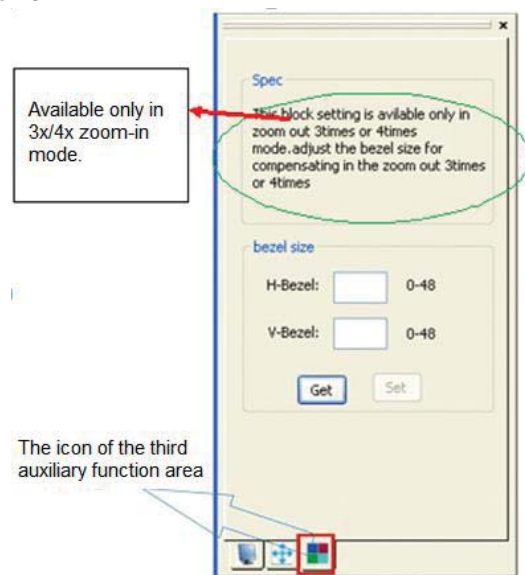 x
Spec
Available only in
3x/4x zoom-in
mode.
This block setting is avilable only in
zoom out 3times or 4times
mode.adjust the bezel size for
compensating in the zoom out 3times
or 4times
bezel size
H-Bezel: 0-48
V-Bezel: 0-48
Get Set
The icon of the third
auxiliary function area